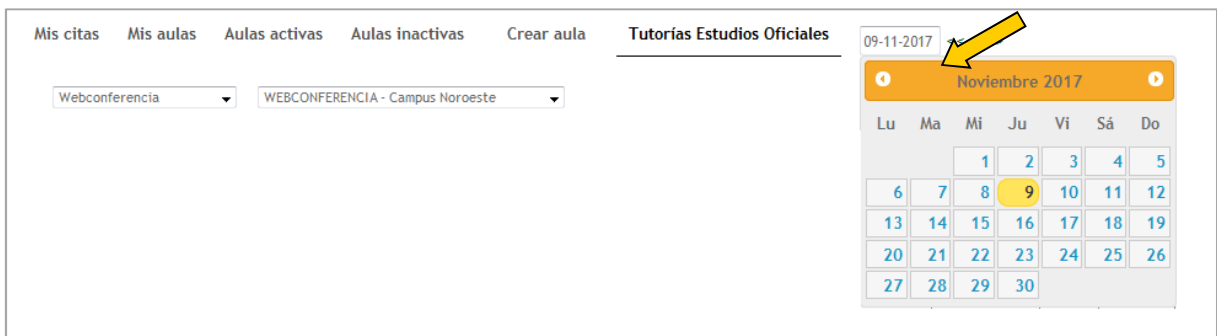 Mis citas Mis aulas Aulas activas Aulas inactivas Crear aula Tutorías Estudios Oficiales 09-11-2017
Webconferencia WEBCONFERENCIA - Campus Noroeste
Noviembre 2017
Lu Ma Mi Ju Vi Sá Do
1 2 3 4 5
6 7 8 9 10 11 12
13 14 15 16 17 18 19
20 21 22 23 24 25 26
27 28 29 30